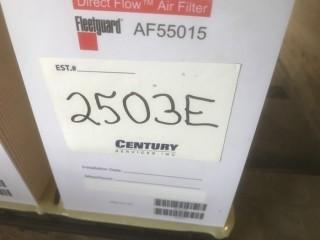 Direct Flow™ Air Filter
Fleetguard® AF55015
EST.#
2503E
CENTURY
SERVICES INC
Installation Date: